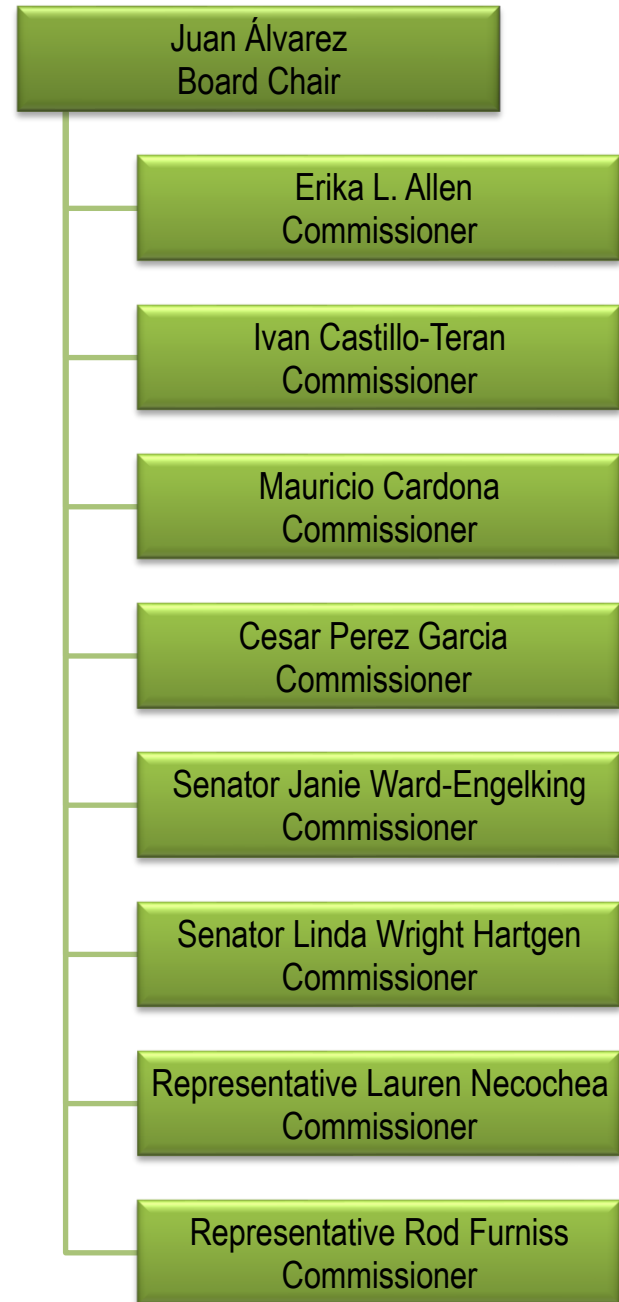 Juan Álvarez
Board Chair
Erika L. Allen
Commissioner
Ivan Castillo-Teran
Commissioner
Mauricio Cardona
Commissioner
Cesar Perez Garcia
Commissioner
Senator Janie Ward-Engelking
Commissioner
Senator Linda Wright Hartgen
Commissioner
Representative Lauren Necochea
Commissioner
Representative Rod Furniss
Commissioner